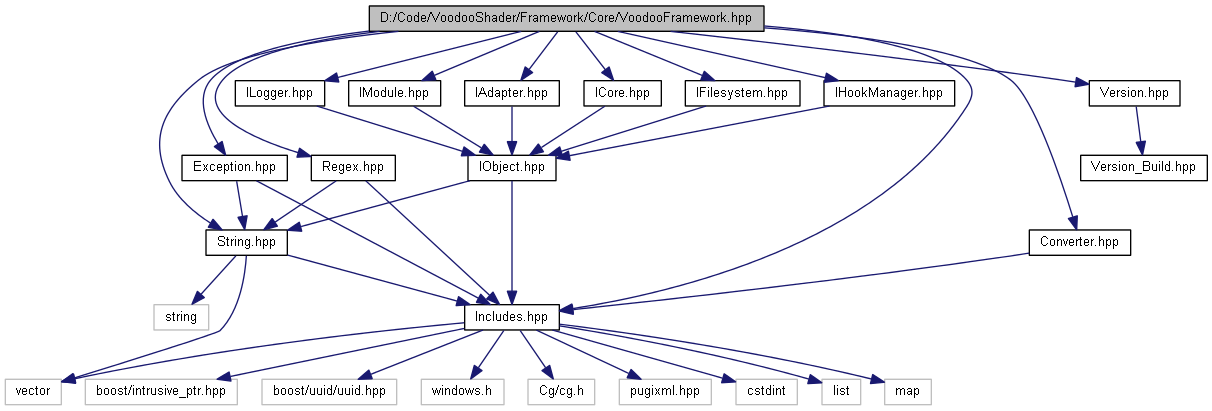 D:/Code/VoodooShader/Framework/Core/VoodooFramework.hpp
ILogger.hpp
IModule.hpp
IAdapter.hpp
ICore.hpp
IFilesystem.hpp
IHookManager.hpp
Version.hpp
Exception.hpp
Regex.hpp
IObject.hpp
Version_Build.hpp
String.hpp
Converter.hpp
string
Includes.hpp
vector
boost/intrusive_ptr.hpp
boost/uuid/uuid.hpp
windows.h
Cg/cg.h
pugixml.hpp
cstdint
list
map